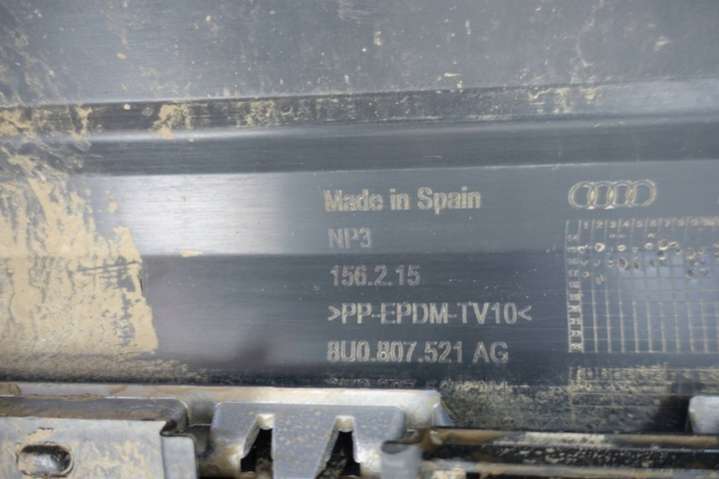 Made in Spain
NP3
156.2.15
>PP-EPDM-TV10<
8U0.807.521 AG